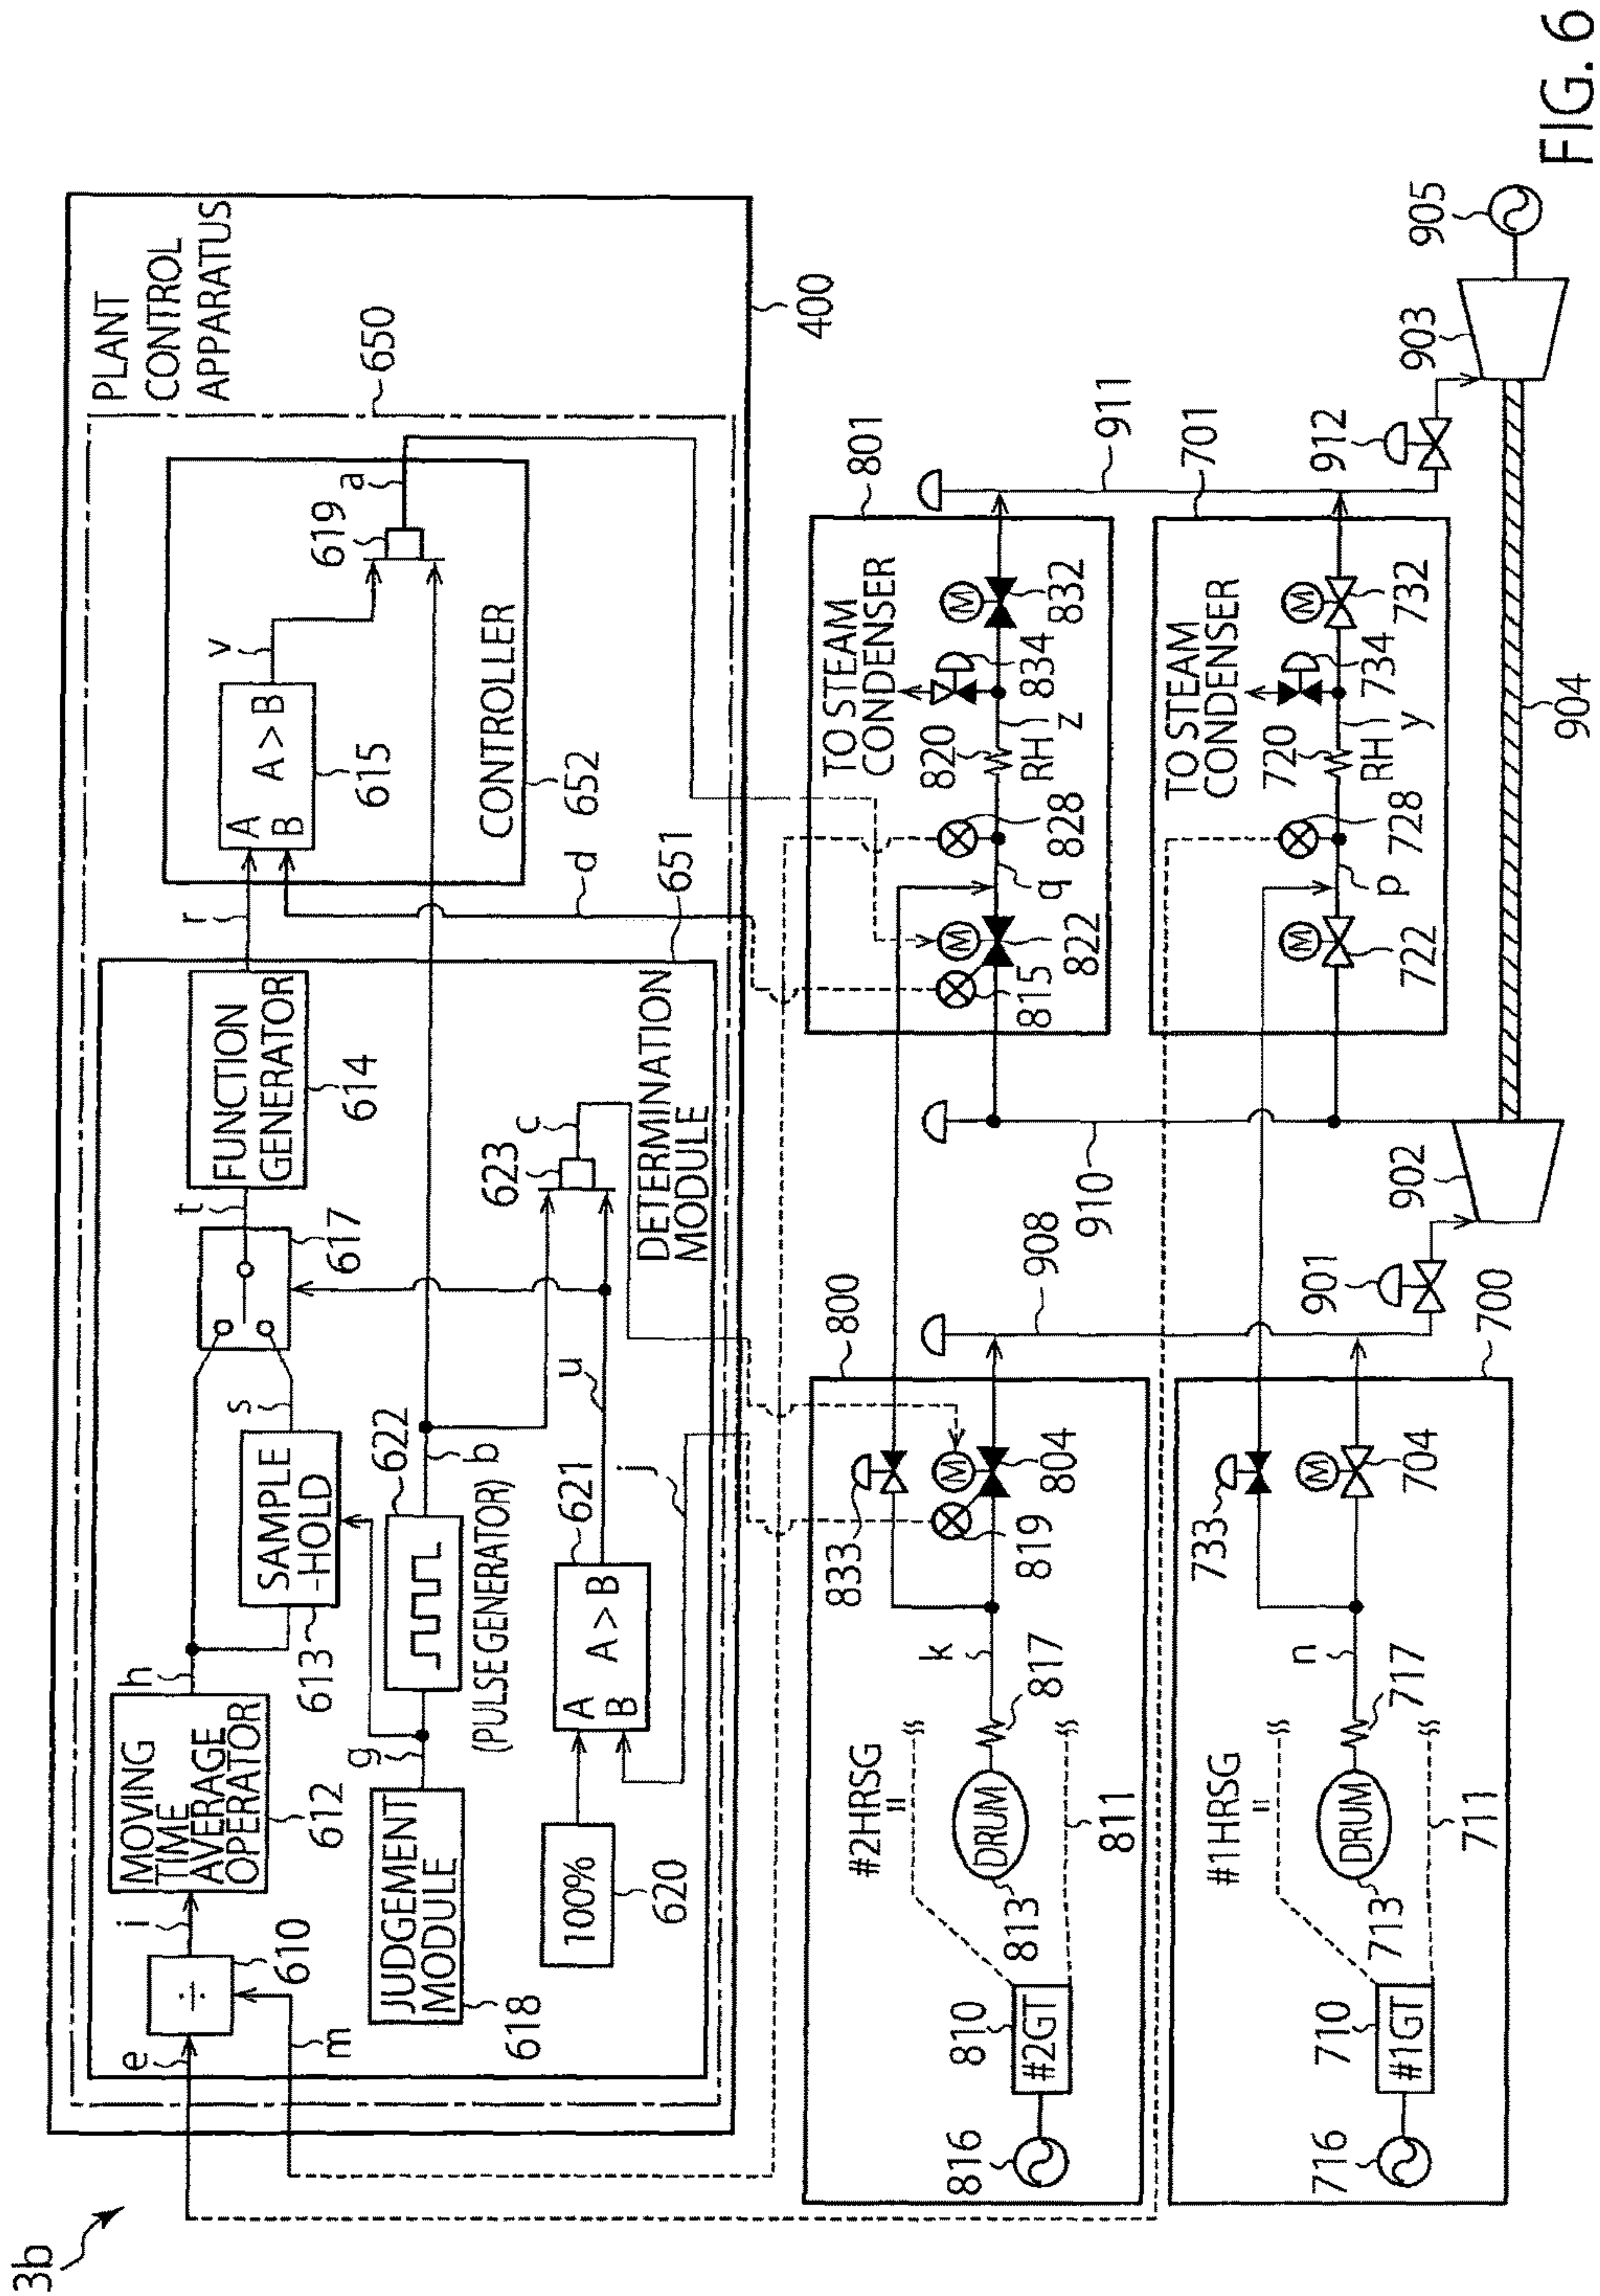 3b
PLANT
CONTROL
APPARATUS
650
400
e
m
÷
610
i
MOVING
TIME
AVERAGE
OPERATOR
612
h
SAMPLE
-HOLD
613
s
617
t
FUNCTION
GENERATOR
614
r
A
B
A > B
615
v
619
a
CONTROLLER
652
d
JUDGEMENT
MODULE
618
g
622
(PULSE GENERATOR)
b
100%
620
A
B
A > B
621
u
j
623
c
DETERMINATION
MODULE
651
800
833
#2HRSG
=
k
M
804
819
817
DRUM
813
811
810
#2GT
816
700
733
#1HRSG
=
n
M
704
717
DRUM
713
711
710
#1GT
716
908
901
910
902
801
TO STEAM
CONDENSER
M
822
815
q
828
820
RH
z
834
M
832
701
TO STEAM
CONDENSER
M
722
p
728
720
RH
y
734
M
732
911
912
903
904
905
FIG. 6